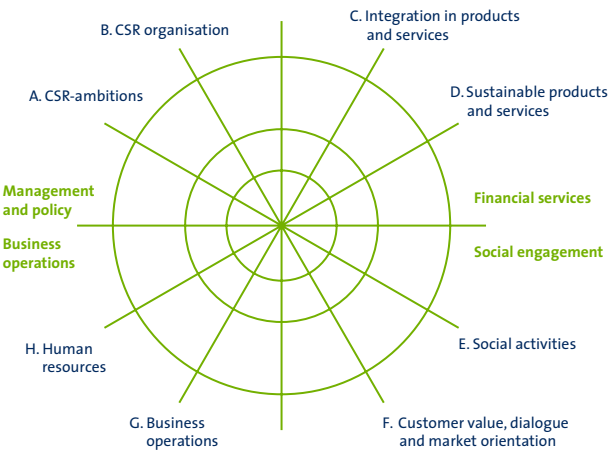 B. CSR organisation
C. Integration in products
and services
A. CSR-ambitions
D. Sustainable products
and services
Management
and policy
Financial services
Business
operations
Social engagement
H. Human
resources
E. Social activities
G. Business
operations
F. Customer value, dialogue
and market orientation